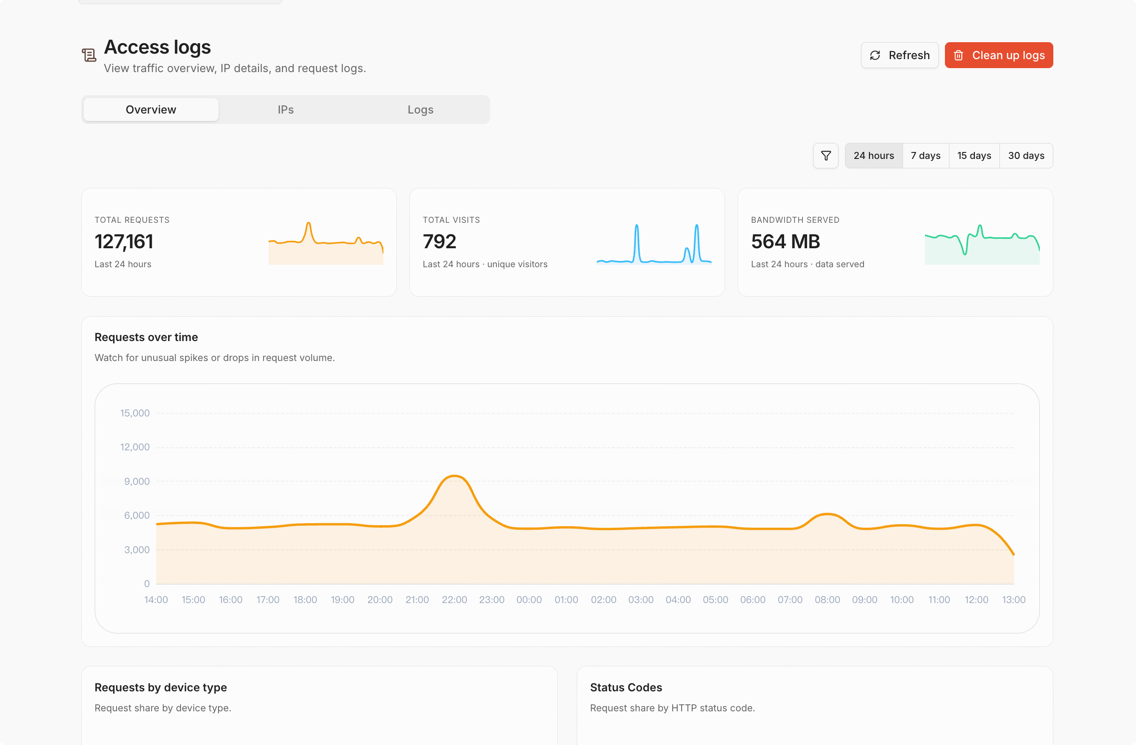 Access logs
View traffic overview, IP details, and request logs.
Refresh
Clean up logs
Overview
IPs
Logs
24 hours
7 days
15 days
30 days
TOTAL REQUESTS
127,161
Last 24 hours
TOTAL VISITS
792
Last 24 hours · unique visitors
BANDWIDTH SERVED
564 MB
Last 24 hours · data served
Requests over time
Watch for unusual spikes or drops in request volume.
15,000
12,000
9,000
6,000
3,000
0
14:00 15:00 16:00 17:00 18:00 19:00 20:00 21:00 22:00 23:00 00:00 01:00 02:00 03:00 04:00 05:00 06:00 07:00 08:00 09:00 10:00 11:00 12:00 13:00
Requests by device type
Request share by device type.
Status Codes
Request share by HTTP status code.